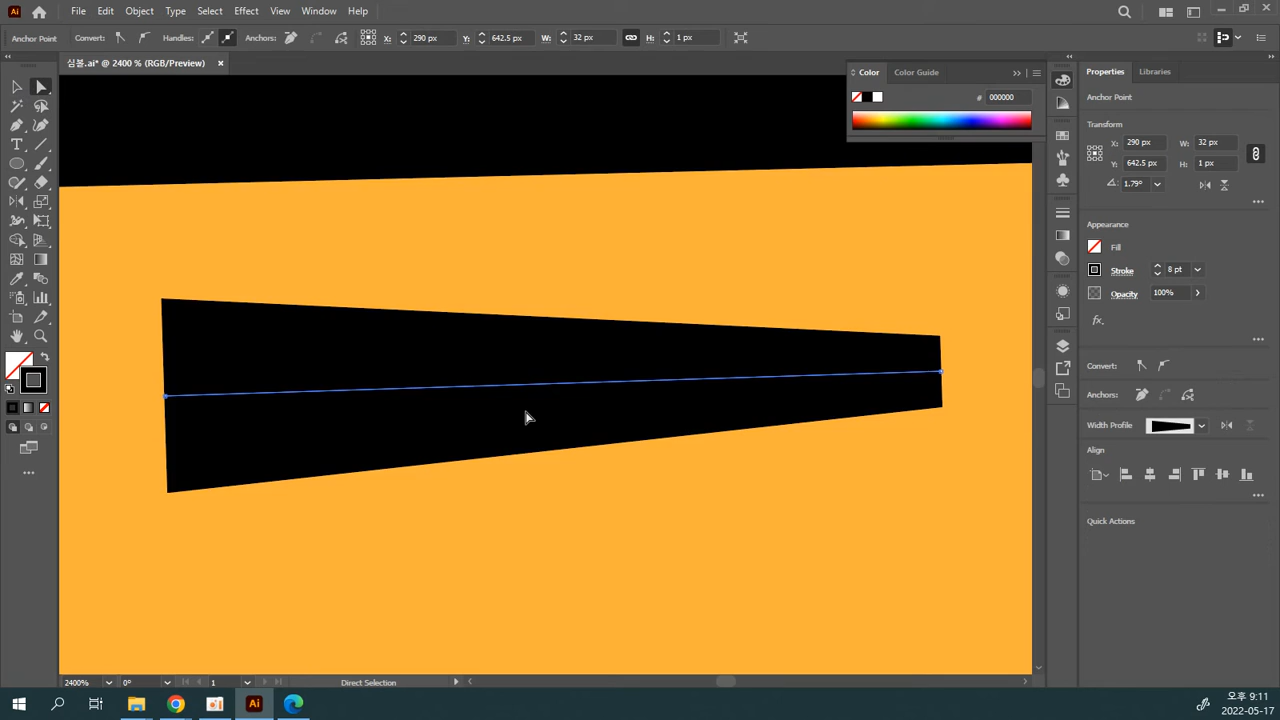 Ai File Edit Object Type Select Effect View Window Help
Anchor Point Convert: Handles: Anchors: X: 290 px Y: 642.5 px W: 32 px H: 1 px
심볼.ai* @ 2400 % (RGB/Preview) ×
Color Color Guide
# 000000
Properties Libraries
Anchor Point
Transform
X: 290 px W: 32 px
Y: 642.5 px H: 1 px
1.79°
Appearance
Fill
Stroke 8 pt
Opacity 100%
fx.
Convert:
Anchors:
Width Profile
Align
Quick Actions
2400% 0° 1 Direct Selection
Ai 오후 9:11
2022-05-17